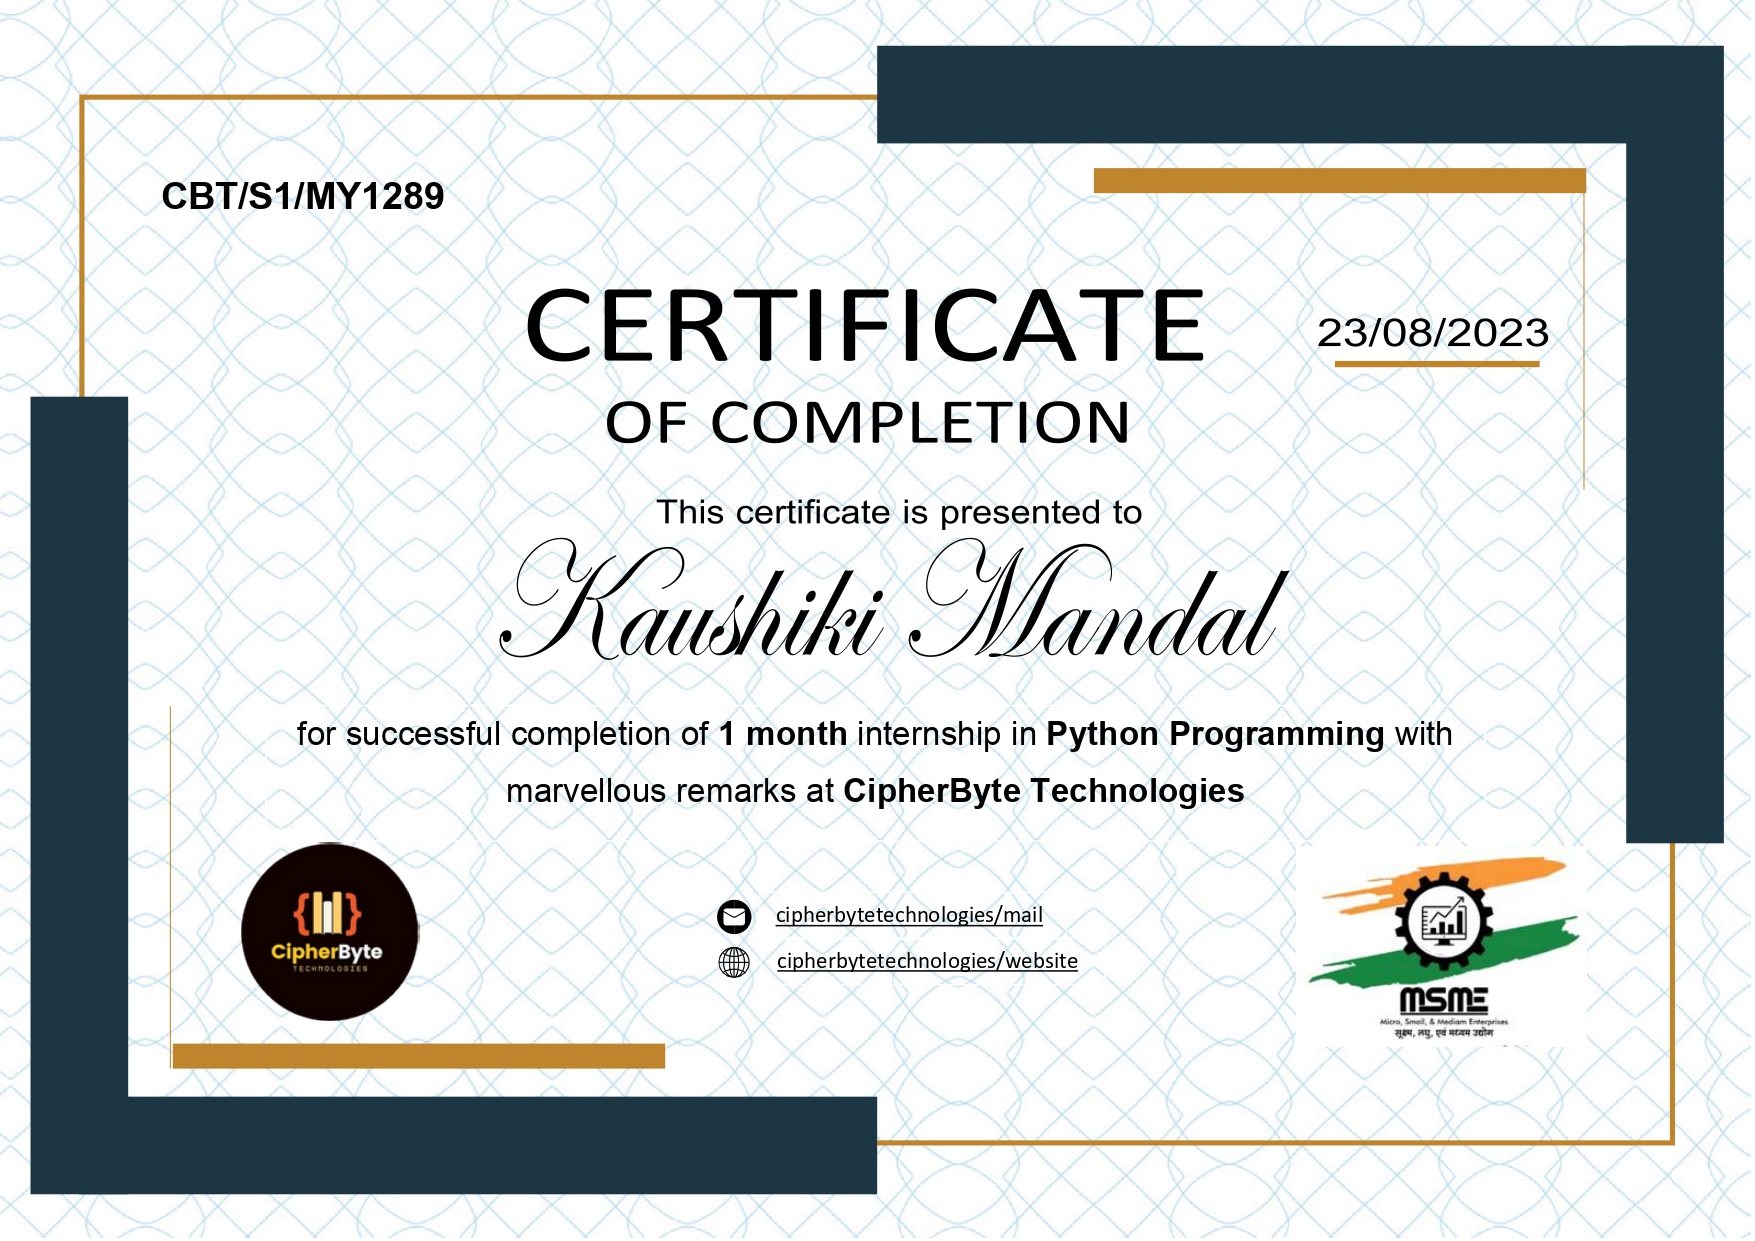 CBT/S1/MY1289
CERTIFICATE
23/08/2023
OF COMPLETION
This certificate is presented to
Kaushiki Mandal
for successful completion of 1 month internship in Python Programming with
marvellous remarks at CipherByte Technologies
CipherByte
TECHNOLOGIES
cipherbytetechnologies/mail
cipherbytetechnologies/website
MSME
Micro, Small, & Mediam Enterprises
सूक्ष्म, लघु, एवं मध्यम उद्योग